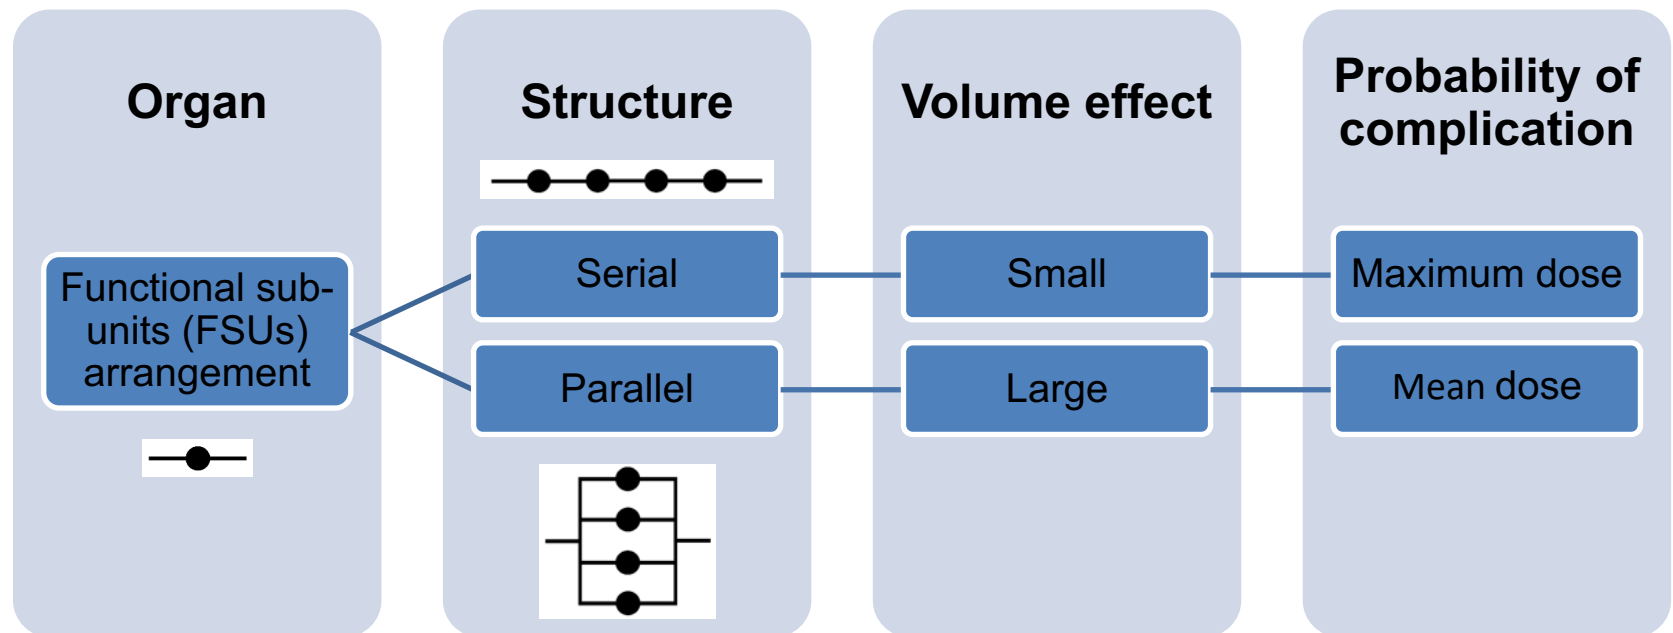 Organ
Structure
Volume effect
Probability of
complication
Functional sub-
units (FSUs)
arrangement
Serial
Small
Maximum dose
Parallel
Large
Mean dose